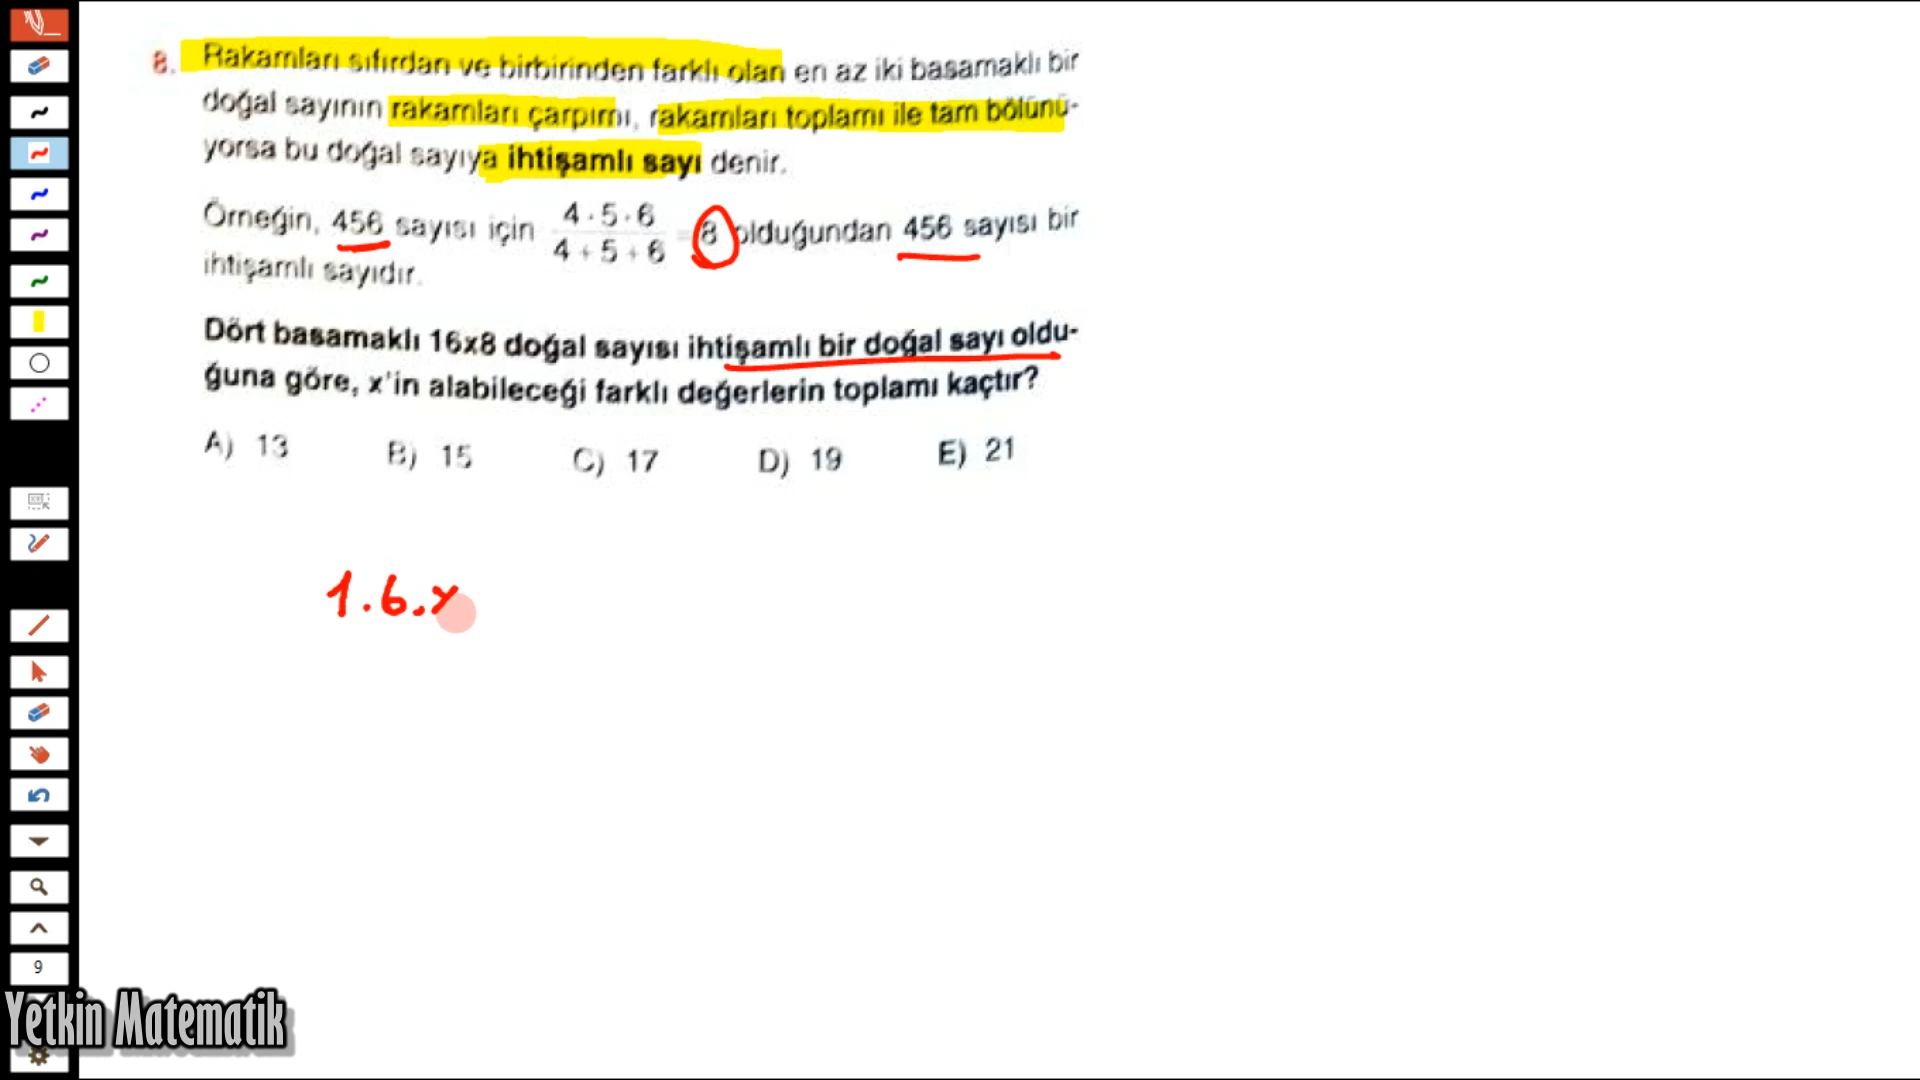 8. Rakamları sıfırdan ve birbirinden farklı olan en az iki basamaklı bir
doğal sayının rakamları çarpımı, rakamları toplamı ile tam bölünü-
yorsa bu doğal sayıya ihtişamlı sayı denir.
Örneğin, 456 sayısı için 4 · 5 · 6 / 4 + 5 + 6 = 8 olduğundan 456 sayısı bir
ihtişamlı sayıdır.
Dört basamaklı 16x8 doğal sayısı ihtişamlı bir doğal sayı oldu-
ğuna göre, x'in alabileceği farklı değerlerin toplamı kaçtır?
A) 13 B) 15 C) 17 D) 19 E) 21
1.6.x
9
Yetkin Matematik